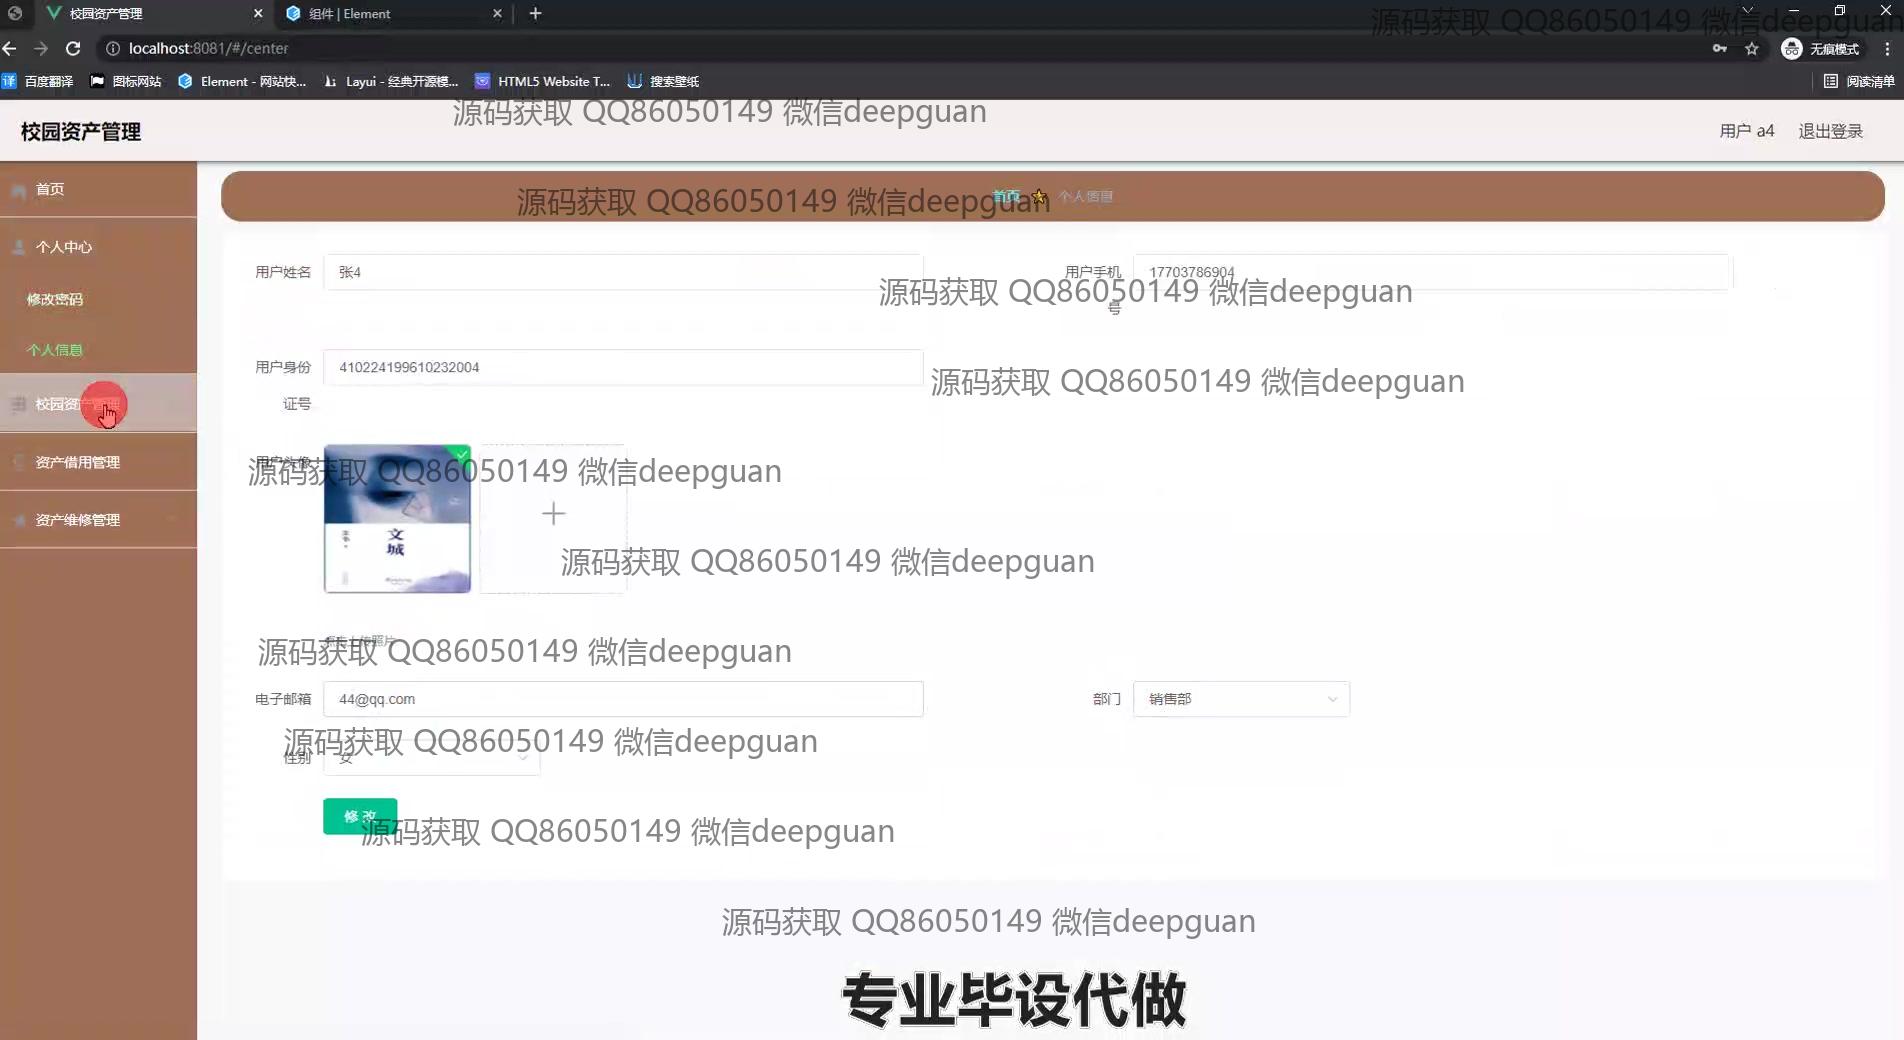 校园资产管理
组件 | Element
源码获取 QQ86050149 微信deepguan
localhost:8081/#/center
无痕模式
百度翻译
图标网站
Element - 网站快...
Layui - 经典开源模...
HTML5 Website T...
搜索壁纸
阅读清单
源码获取 QQ86050149 微信deepguan
校园资产管理
用户 a4
退出登录
首页
源码获取 QQ86050149 微信deepguan
首页
个人信息
个人中心
修改密码
个人信息
校园资产管理
资产借用管理
资产维修管理
用户姓名
张4
用户手机号
17703786904
源码获取 QQ86050149 微信deepguan
用户身份证号
410224199610232004
源码获取 QQ86050149 微信deepguan
用户头像
源码获取 QQ86050149 微信deepguan
文城
源码获取 QQ86050149 微信deepguan
点击上传照片
源码获取 QQ86050149 微信deepguan
电子邮箱
44@qq.com
部门
销售部
源码获取 QQ86050149 微信deepguan
性别
女
修改
源码获取 QQ86050149 微信deepguan
源码获取 QQ86050149 微信deepguan
专业毕设代做